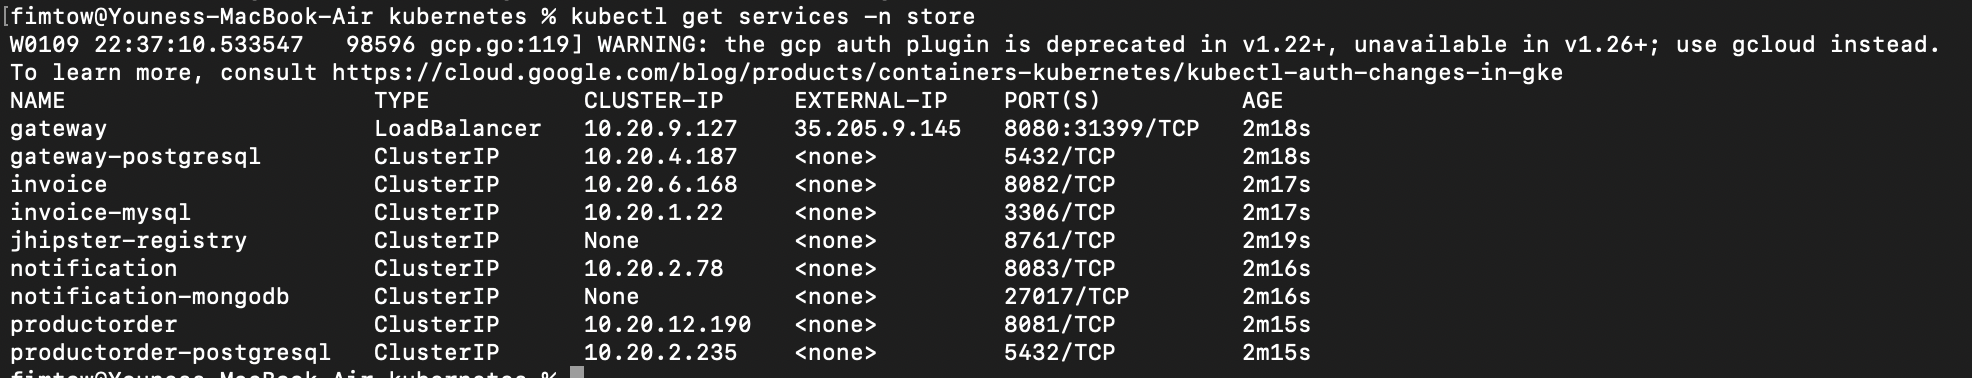 [fimtow@Youness-MacBook-Air kubernetes % kubectl get services -n store
W0109 22:37:10.533547   98596 gcp.go:119] WARNING: the gcp auth plugin is deprecated in v1.22+, unavailable in v1.26+; use gcloud instead.
To learn more, consult https://cloud.google.com/blog/products/containers-kubernetes/kubectl-auth-changes-in-gke
NAME                      TYPE           CLUSTER-IP     EXTERNAL-IP    PORT(S)          AGE
gateway                   LoadBalancer   10.20.9.127    35.205.9.145   8080:31399/TCP   2m18s
gateway-postgresql        ClusterIP      10.20.4.187    <none>         5432/TCP         2m18s
invoice                   ClusterIP      10.20.6.168    <none>         8082/TCP         2m17s
invoice-mysql             ClusterIP      10.20.1.22     <none>         3306/TCP         2m17s
jhipster-registry         ClusterIP      None           <none>         8761/TCP         2m19s
notification              ClusterIP      10.20.2.78     <none>         8083/TCP         2m16s
notification-mongodb      ClusterIP      None           <none>         27017/TCP        2m16s
productorder              ClusterIP      10.20.12.190   <none>         8081/TCP         2m15s
productorder-postgresql   ClusterIP      10.20.2.235    <none>         5432/TCP         2m15s
fimtow@Youness-MacBook-Air kubernetes %